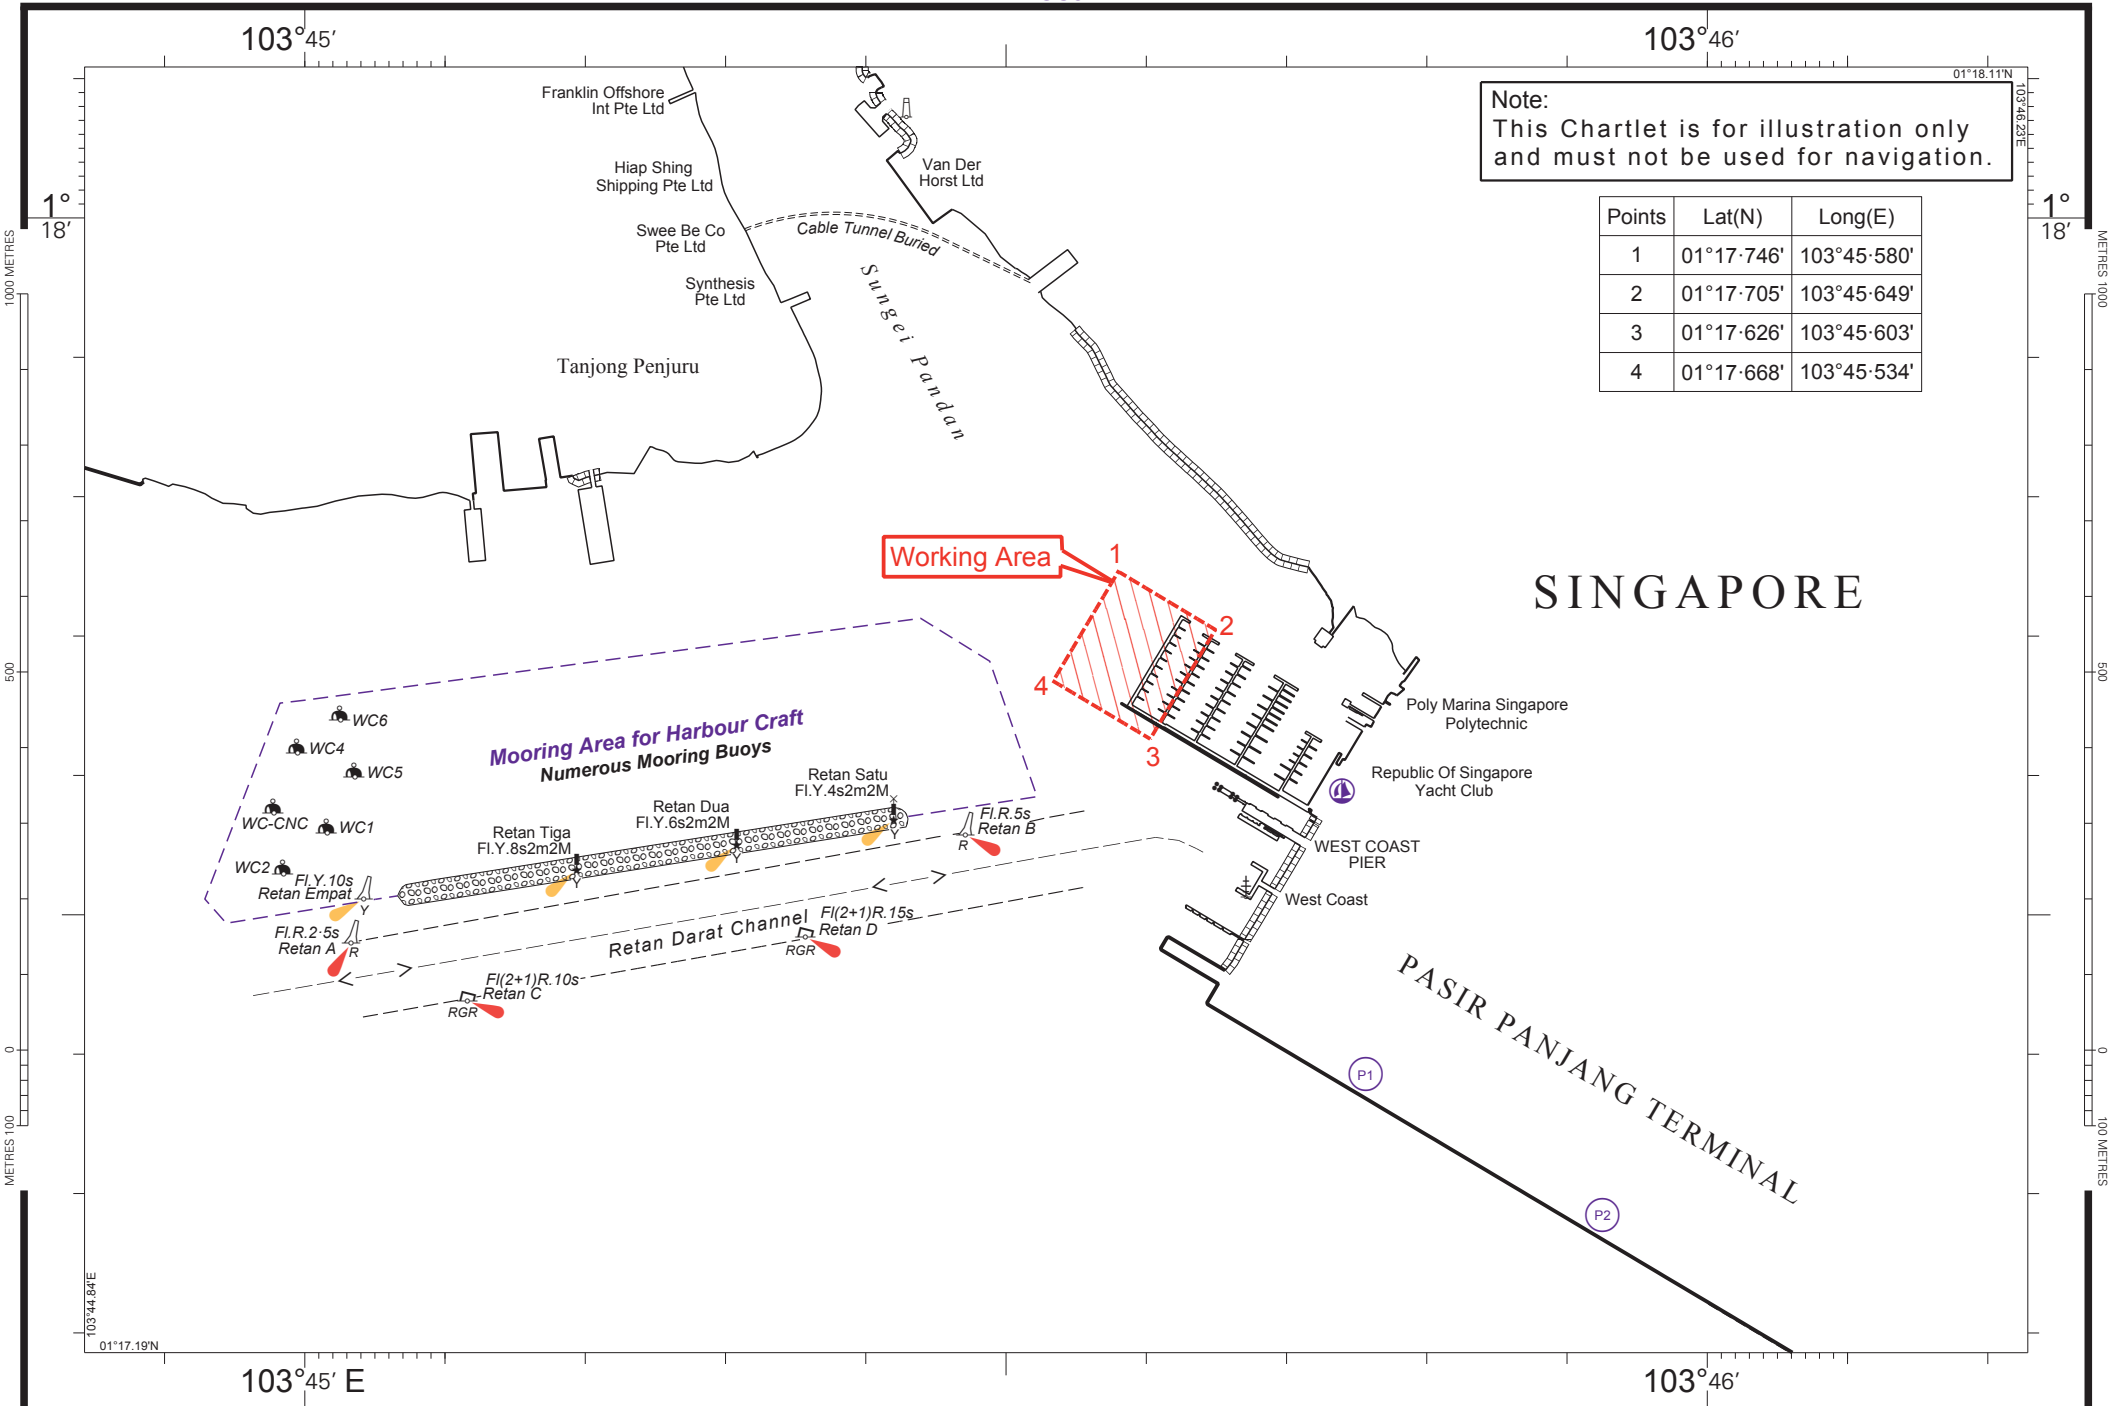 103°45'
103°46'
01°18.11'N
103°46.23'E
Note:
This Chartlet is for illustration only
and must not be used for navigation.
Points Lat(N) Long(E)
1 01°17·746' 103°45·580'
2 01°17·705' 103°45·649'
3 01°17·626' 103°45·603'
4 01°17·668' 103°45·534'
1°
18'
1°
18'
1000 METRES
500
0
METRES 100
METRES 1000
500
0
100 METRES
Franklin Offshore
Int Pte Ltd
Hiap Shing
Shipping Pte Ltd
Swee Be Co
Pte Ltd
Synthesis
Pte Ltd
Van Der
Horst Ltd
Cable Tunnel Buried
Sungei Pandan
Tanjong Penjuru
Working Area
1
2
3
4
SINGAPORE
Mooring Area for Harbour Craft
Numerous Mooring Buoys
WC6
WC4
WC5
WC-CNC
WC1
WC2
Retan Satu
Fl.Y.4s2m2M
Y
Retan Dua
Fl.Y.6s2m2M
Y
Retan Tiga
Fl.Y.8s2m2M
Y
Fl.Y.10s
Retan Empat
Y
Fl.R.2·5s
Retan A
R
Fl.R.5s
Retan B
R
Fl(2+1)R.10s
Retan C
RGR
Fl(2+1)R.15s
Retan D
RGR
Retan Darat Channel
Poly Marina Singapore
Polytechnic
Republic Of Singapore
Yacht Club
WEST COAST
PIER
West Coast
PASIR PANJANG TERMINAL
P1
P2
103°44.84'E
01°17.19'N
103°45' E
103°46'